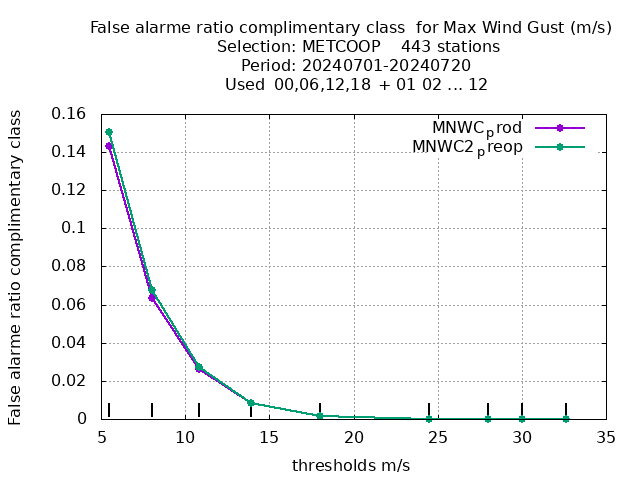 False alarme ratio complimentary class  for Max Wind Gust (m/s)
Selection: METCOOP    443 stations
Period: 20240701-20240720
Used  00,06,12,18 + 01 02 ... 12
False alarme ratio complimentary class
0.16
0.14
0.12
0.1
0.08
0.06
0.04
0.02
0
MNWCprod
MNWC2preop
5 10 15 20 25 30 35
thresholds m/s